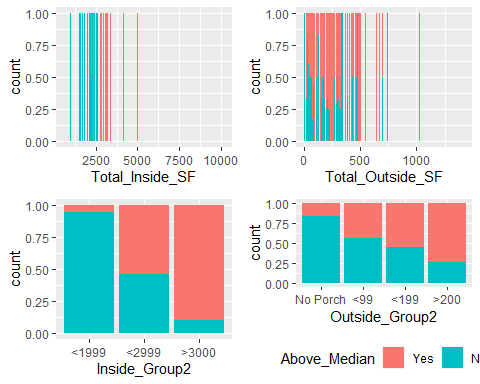 1.00
0.75
0.50
0.25
0.00
count
2500 5000 7500 10000
Total_Inside_SF
1.00
0.75
0.50
0.25
0.00
count
0 500 1000
Total_Outside_SF
1.00
0.75
0.50
0.25
0.00
count
<1999 <2999 >3000
Inside_Group2
1.00
0.75
0.50
0.25
0.00
count
No Porch <99 <199 >200
Outside_Group2
Above_Median Yes N